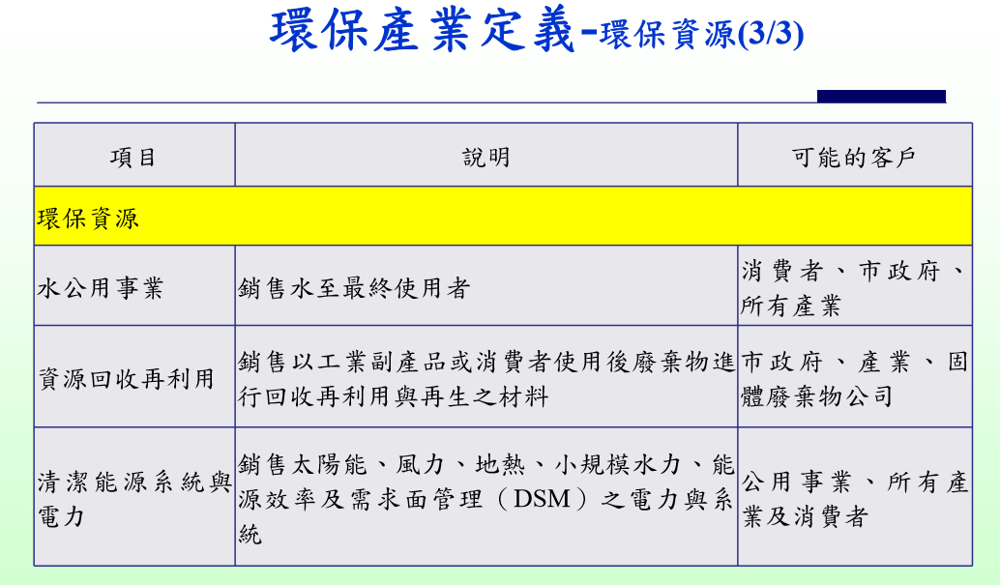 環保產業定義-環保資源(3/3)
項目 說明 可能的客戶
環保資源
水公用事業
銷售水至最終使用者
消費者、市政府、
所有產業
資源回收再利用
銷售以工業副產品或消費者使用後廢棄物進
行回收再利用與再生之材料
市政府、產業、固
體廢棄物公司
清潔能源系統與
電力
銷售太陽能、風力、地熱、小規模水力、能
源效率及需求面管理（DSM）之電力與系
統
公用事業、所有產
業及消費者